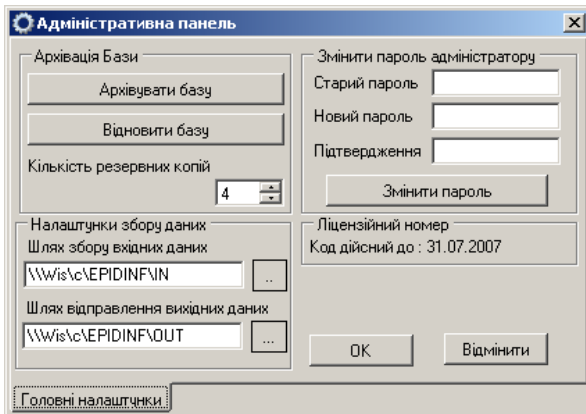 Адміністративна панель
Архівація Бази
Архівувати базу
Відновити базу
Кількість резервних копій
4
Змінити пароль адміністратору
Старий пароль
Новий пароль
Підтвердження
Змінити пароль
Налаштунки збору даних
Шлях збору вхідних даних
\\Wis\c\EPIDINF\IN
..
Шлях відправлення вихідних даних
\\Wis\c\EPIDINF\OUT
...
Ліцензійний номер
Код дійсний до : 31.07.2007
OK
Відмінити
Головні налаштунки